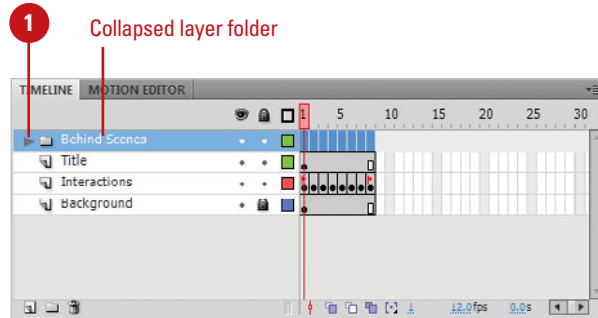 1
Collapsed layer folder
TIMELINE MOTION EDITOR
1 5 10 15 20 25 30
Behind Scenes
Title
Interactions
Background
12.0fps 0.0s